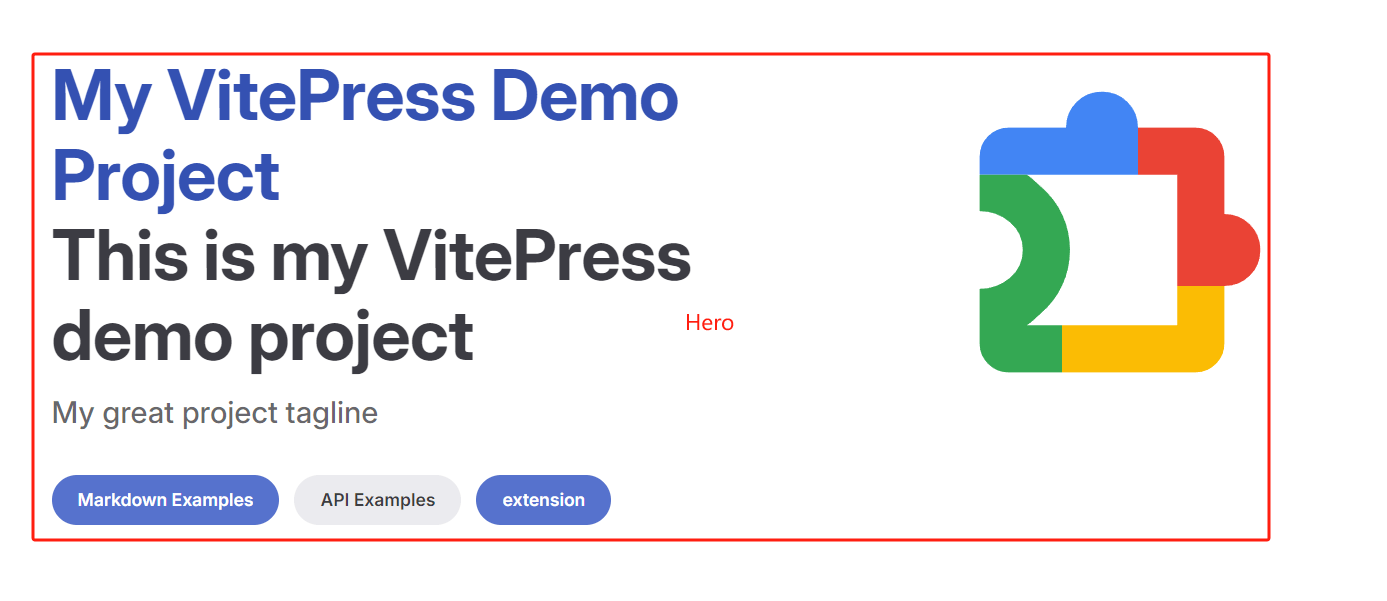 My VitePress Demo
Project
This is my VitePress
demo project
Hero
My great project tagline
Markdown Examples
API Examples
extension